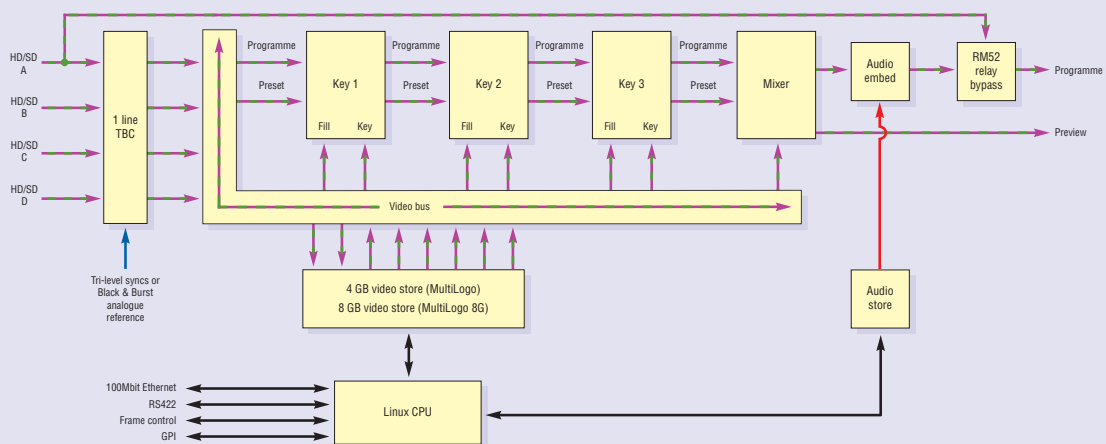 HD/SD
A
HD/SD
B
HD/SD
C
HD/SD
D
1 line
TBC
Tri-level syncs or
Black & Burst
analogue
reference
Programme
Preset
Key 1
Fill
Key
Programme
Preset
Key 2
Fill
Key
Programme
Preset
Key 3
Fill
Key
Programme
Preset
Mixer
Audio
embed
RM52
relay
bypass
Programme
Preview
Video bus
4 GB video store (MultiLogo)
8 GB video store (MultiLogo 8G)
Audio
store
100Mbit Ethernet
RS422
Frame control
GPI
Linux CPU